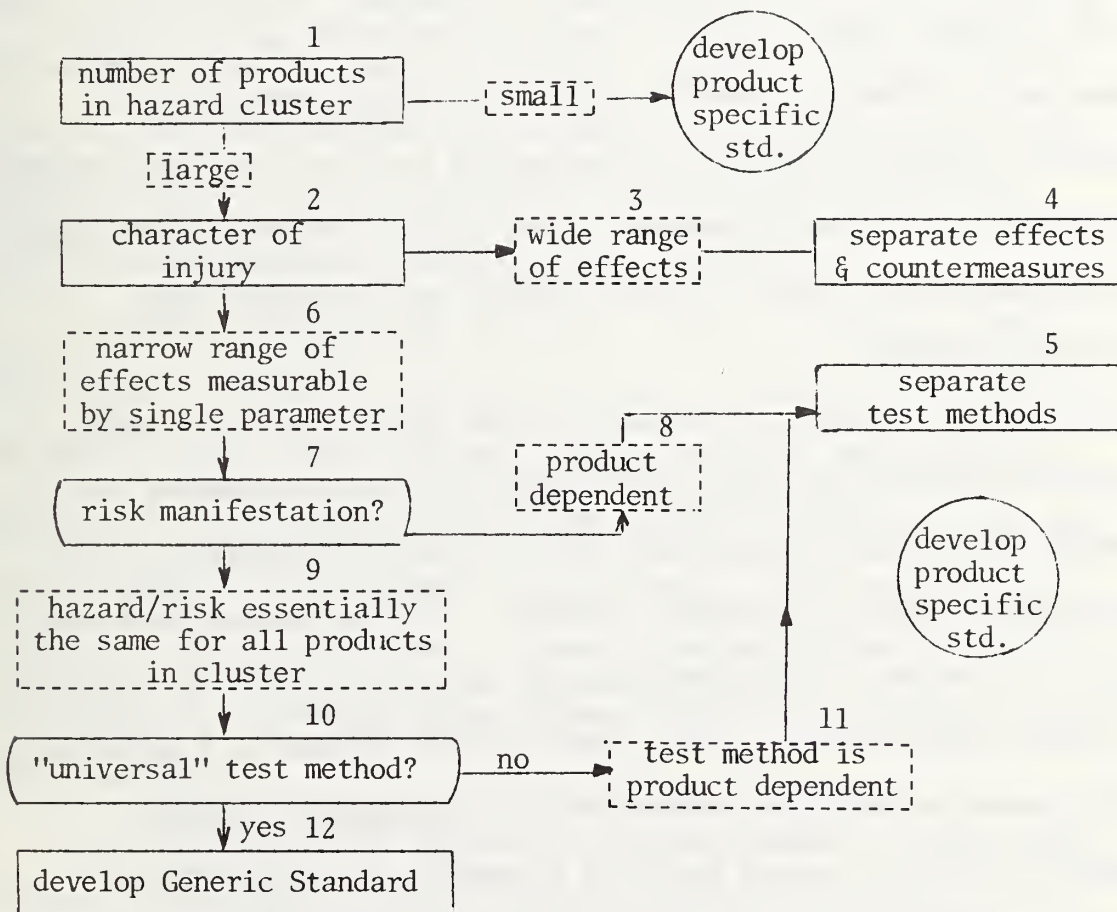 1
number of products
in hazard cluster
small
develop
product
specific
std.
large
2
character of
injury
3
wide range
of effects
4
separate effects
& countermeasures
6
narrow range of
effects measurable
by single parameter
5
separate
test methods
7
risk manifestation?
8
product
dependent
9
hazard/risk essentially
the same for all products
in cluster
develop
product
specific
std.
10
"universal" test method?
no
11
test method is
product dependent
yes 12
develop Generic Standard